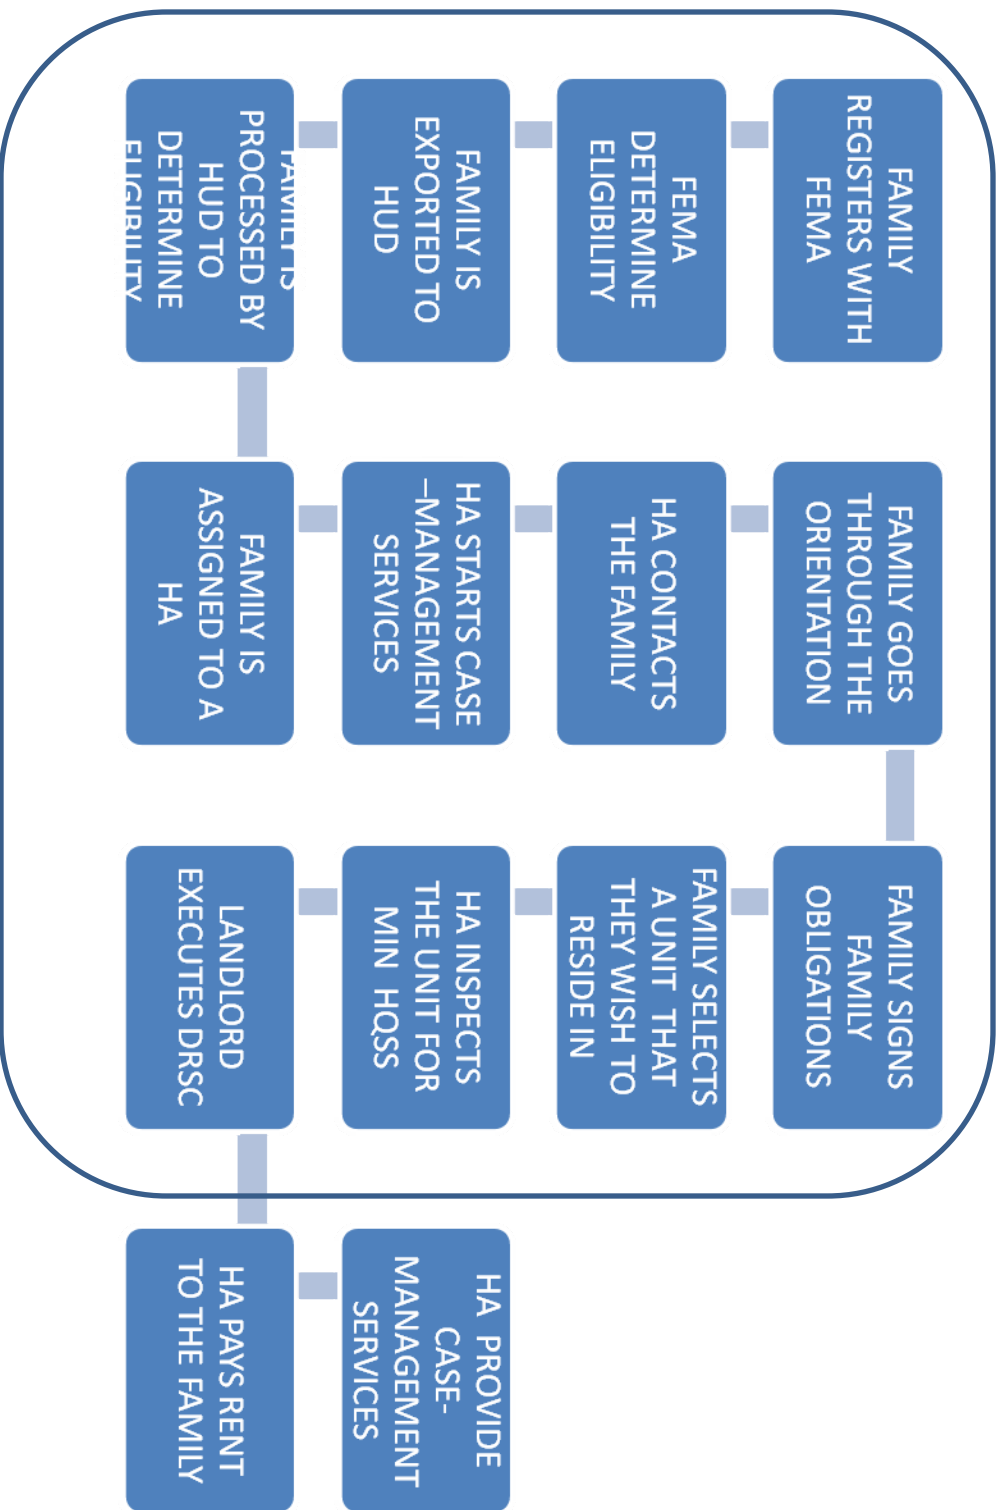 FAMILY
REGISTERS WITH
FEMA
FEMA
DETERMINE
ELIGIBILITY
FAMILY IS
EXPORTED TO
HUD
FAMILY IS
PROCESSED BY
HUD TO
DETERMINE
ELIGIBILITY
FAMILY IS
ASSIGNED TO A
HA
HA STARTS CASE
–MANAGEMENT
SERVICES
HA CONTACTS
THE FAMILY
FAMILY GOES
THROUGH THE
ORIENTATION
FAMILY SIGNS
FAMILY
OBLIGATIONS
FAMILY SELECTS
A UNIT THAT
THEY WISH TO
RESIDE IN
HA INSPECTS
THE UNIT FOR
MIN HQSS
LANDLORD
EXECUTES DRSC
HA PAYS RENT
TO THE FAMILY
HA PROVIDE
CASE-
MANAGEMENT
SERVICES